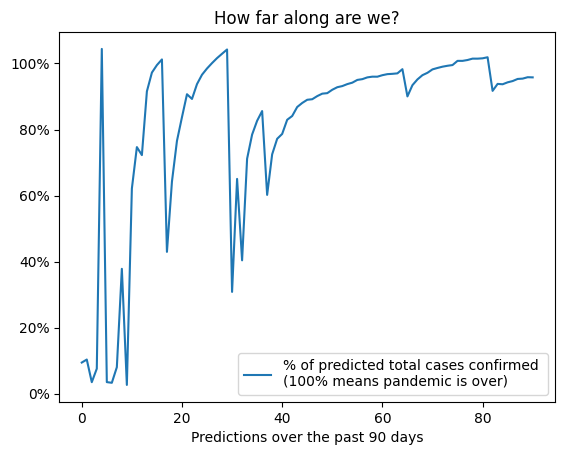 How far along are we?
100%
80%
60%
40%
20%
0%
% of predicted total cases confirmed
(100% means pandemic is over)
0 20 40 60 80
Predictions over the past 90 days